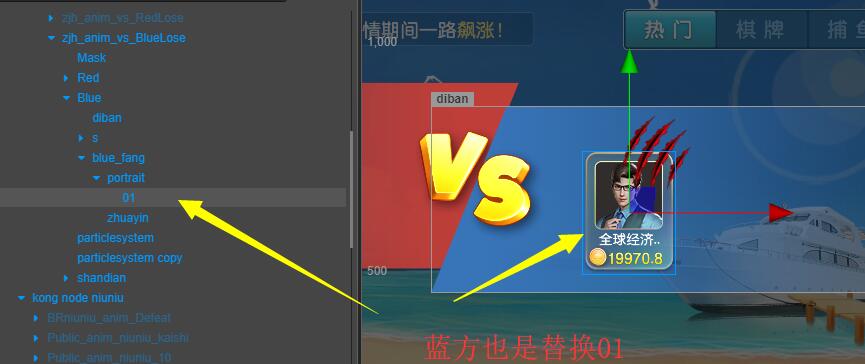 zjh_anim_vs_RedLose
zjh_anim_vs_BlueLose
Mask
Red
Blue
diban
s
blue_fang
portrait
01
zhuayin
particlesystem
particlesystem copy
shandian
kong node niuniu
BRniuniu_anim_Defeat
Public_anim_niuniu_kaishi
Public_anim_niuniu_10
情期间一路飙涨！
热门
棋牌
捕鱼
1,000
diban
VS
全球经济..
19970.8
500
蓝方也是替换01